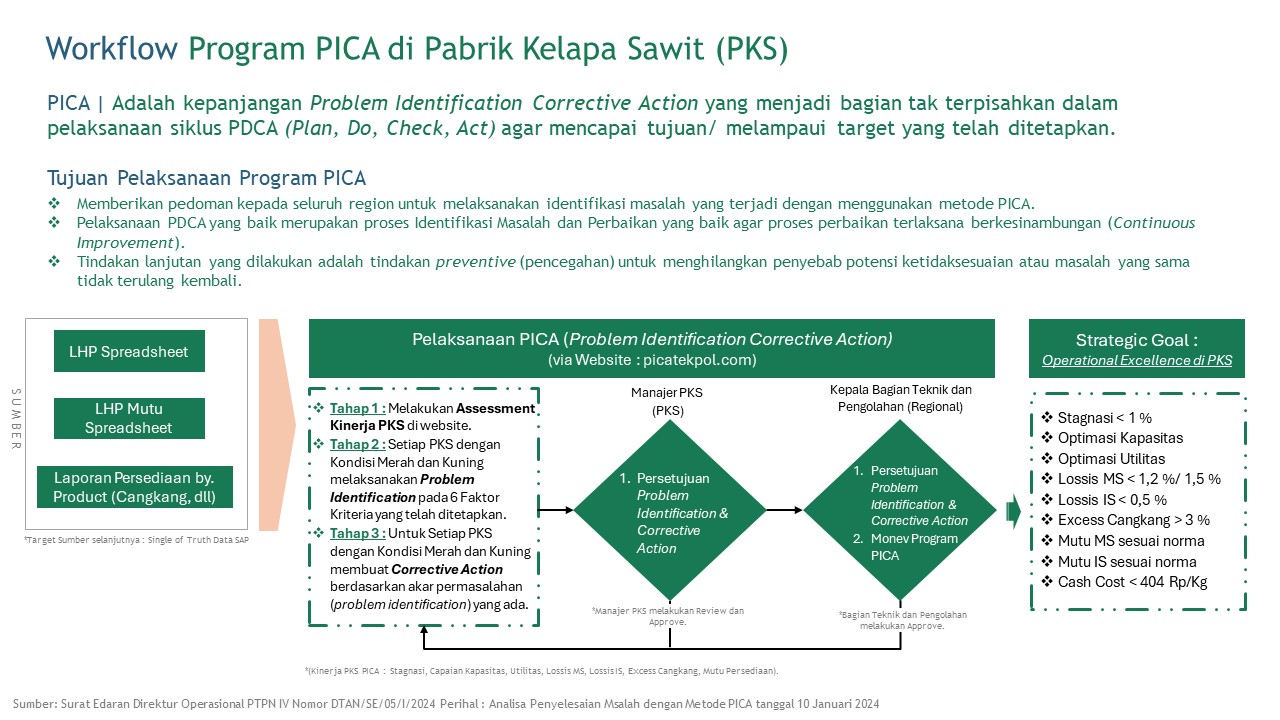 Workflow Program PICA di Pabrik Kelapa Sawit (PKS)
PICA | Adalah kepanjangan Problem Identification Corrective Action yang menjadi bagian tak terpisahkan dalam
pelaksanaan siklus PDCA (Plan, Do, Check, Act) agar mencapai tujuan/ melampaui target yang telah ditetapkan.
Tujuan Pelaksanaan Program PICA
❖ Memberikan pedoman kepada seluruh region untuk melaksanakan identifikasi masalah yang terjadi dengan menggunakan metode PICA.
❖ Pelaksanaan PDCA yang baik merupakan proses Identifikasi Masalah dan Perbaikan yang baik agar proses perbaikan terlaksana berkesinambungan (Continuous
Improvement).
❖ Tindakan lanjutan yang dilakukan adalah tindakan preventive (pencegahan) untuk menghilangkan penyebab potensi ketidaksesuaian atau masalah yang sama
tidak terulang kembali.
SUMBER
LHP Spreadsheet
LHP Mutu
Spreadsheet
Laporan Persediaan by.
Product (Cangkang, dll)
*Target Sumber selanjutnya : Single of Truth Data SAP
Pelaksanaan PICA (Problem Identification Corrective Action)
(via Website : picatekpol.com)
❖ Tahap 1 : Melakukan Assessment
Kinerja PKS di website.
❖ Tahap 2 : Setiap PKS dengan
Kondisi Merah dan Kuning
melaksanakan Problem
Identification pada 6 Faktor
Kriteria yang telah ditetapkan.
❖ Tahap 3 : Untuk Setiap PKS
dengan Kondisi Merah dan Kuning
membuat Corrective Action
berdasarkan akar permasalahan
(problem identification) yang ada.
Manajer PKS
(PKS)
1. Persetujuan
Problem
Identification &
Corrective
Action
*Manajer PKS melakukan Review dan
Approve.
Kepala Bagian Teknik dan
Pengolahan (Regional)
1. Persetujuan
Problem
Identification &
Corrective Action
2. Monev Program
PICA
*Bagian Teknik dan Pengolahan
melakukan Approve.
*(Kinerja PKS PICA : Stagnasi, Capaian Kapasitas, Utilitas, Lossis MS, Lossis IS, Excess Cangkang, Mutu Persediaan).
Strategic Goal :
Operational Excellence di PKS
❖ Stagnasi < 1 %
❖ Optimasi Kapasitas
❖ Optimasi Utilitas
❖ Lossis MS < 1,2 %/ 1,5 %
❖ Lossis IS < 0,5 %
❖ Excess Cangkang > 3 %
❖ Mutu MS sesuai norma
❖ Mutu IS sesuai norma
❖ Cash Cost < 404 Rp/Kg
Sumber: Surat Edaran Direktur Operasional PTPN IV Nomor DTAN/SE/05/I/2024 Perihal : Analisa Penyelesaian Msalah dengan Metode PICA tanggal 10 Januari 2024